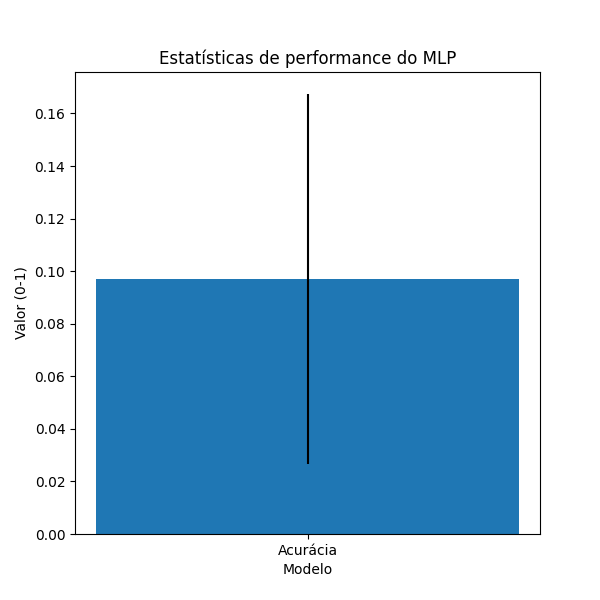 Estatísticas de performance do MLP
0.16
0.14
0.12
0.10
0.08
0.06
0.04
0.02
0.00
Valor (0-1)
Acurácia
Modelo